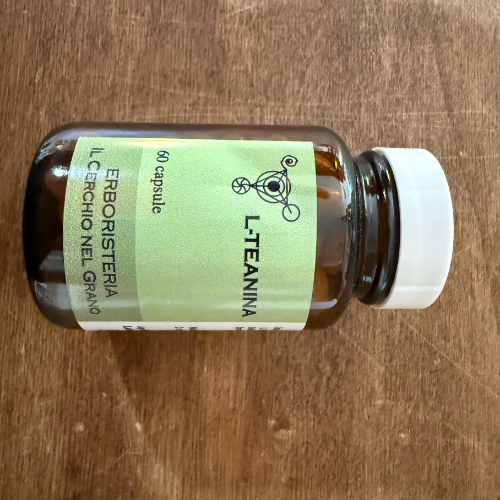 L-TEANINA
60 capsule
ERBORISTERIA
IL CERCHIO NEL GRANO